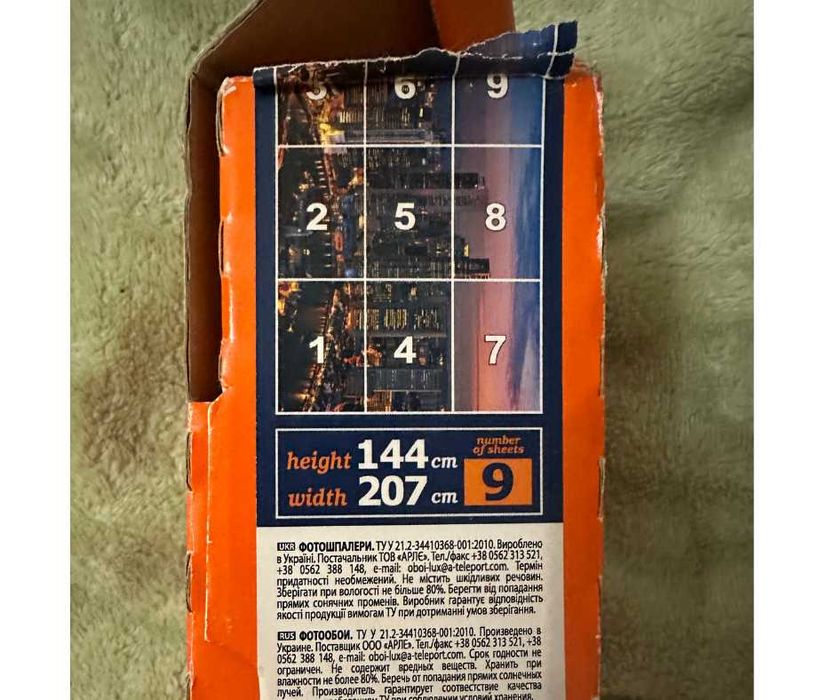 3 6 9
2 5 8
1 4 7
height 144 cm
width 207 cm
number
of sheets
9
UKR ФОТОШПАЛЕРИ. ТУ У 21.2-34410368-001:2010. Вироблено
в Україні. Постачальник ТОВ «АРЛЄ». Тел./факс +38 0562 313 521,
+38 0562 388 148, e-mail: oboi-lux@a-teleport.com. Термін
придатності необмежений. Не містить шкідливих речовин.
Зберігати при вологості не більше 80%. Берегти від попадання
прямих сонячних променів. Виробник гарантує відповідність
якості продукції вимогам ТУ при дотриманні умов зберігання.
RUS ФОТООБОИ. ТУ У 21.2-34410368-001:2010. Произведено в
Украине. Поставщик ООО «АРЛЕ». Тел./факс +38 0562 313 521, +38
0562 388 148, e-mail: oboi-lux@a-teleport.com. Срок годности не
ограничен. Не содержит вредных веществ. Хранить при
влажности не более 80%. Беречь от попадания прямых солнечных
лучей. Производитель гарантирует соответствие качества
ТУ при соблюдении условий хранения.